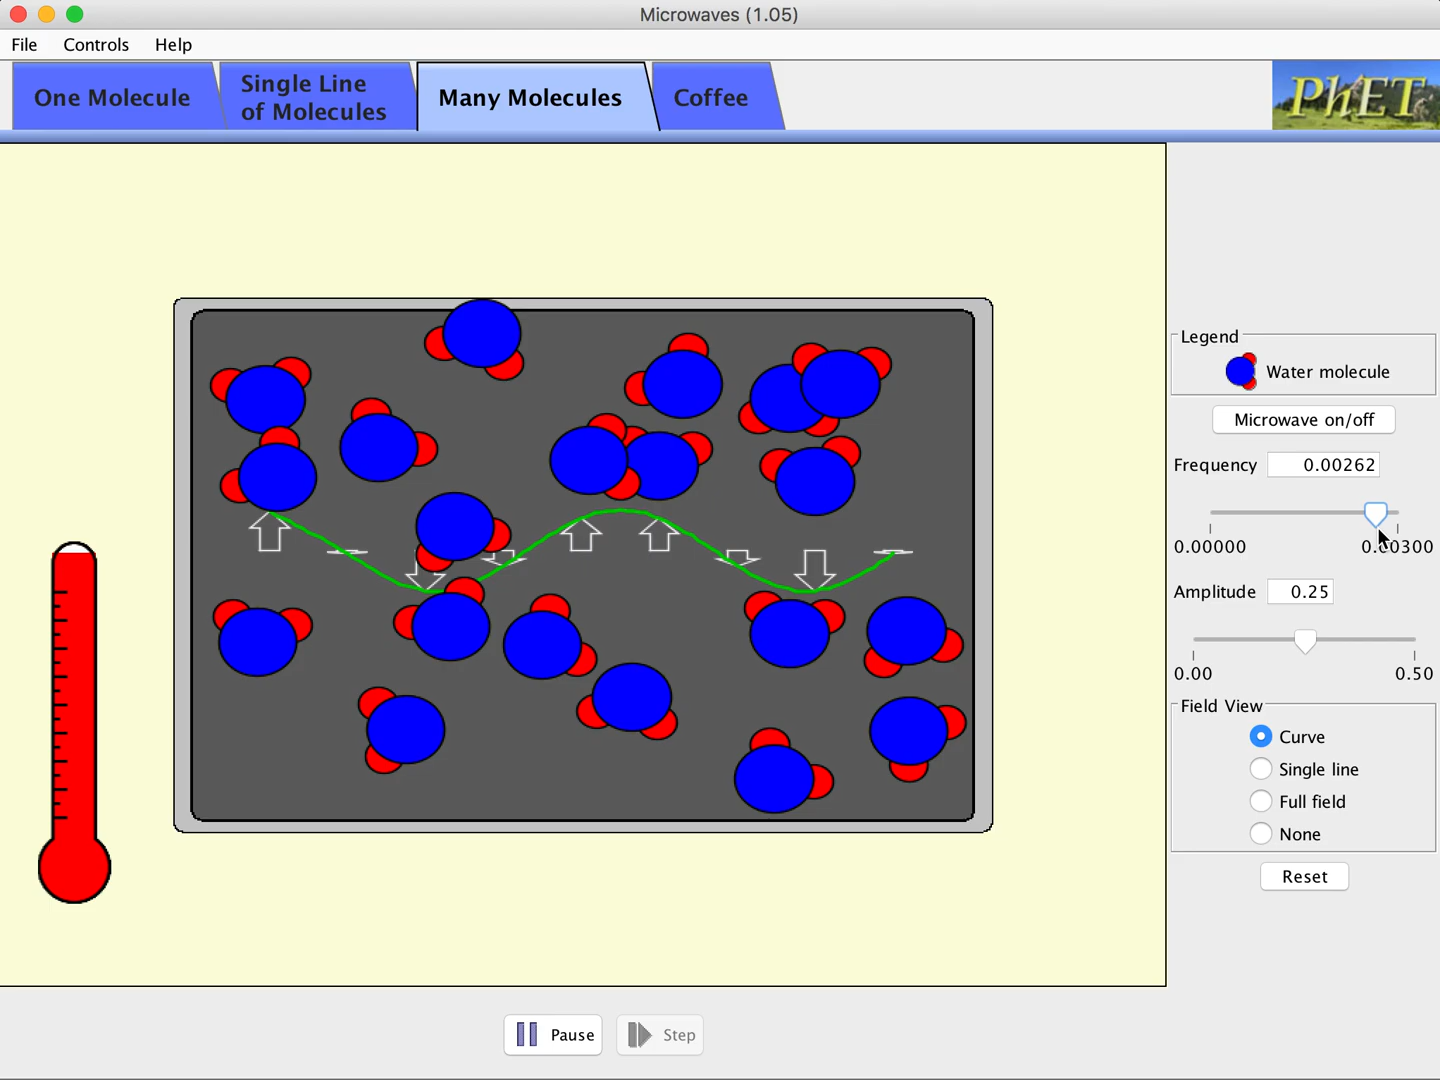 Microwaves (1.05)
File Controls Help
One Molecule
Single Line
of Molecules
Many Molecules
Coffee
PhET
Legend
Water molecule
Microwave on/off
Frequency 0.00262
0.00000 0.00300
Amplitude 0.25
0.00 0.50
Field View
Curve
Single line
Full field
None
Reset
Pause Step